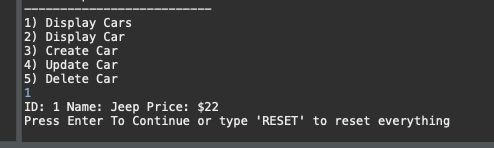 ---------------------------
1) Display Cars
2) Display Car
3) Create Car
4) Update Car
5) Delete Car
1
ID: 1 Name: Jeep Price: $22
Press Enter To Continue or type 'RESET' to reset everything